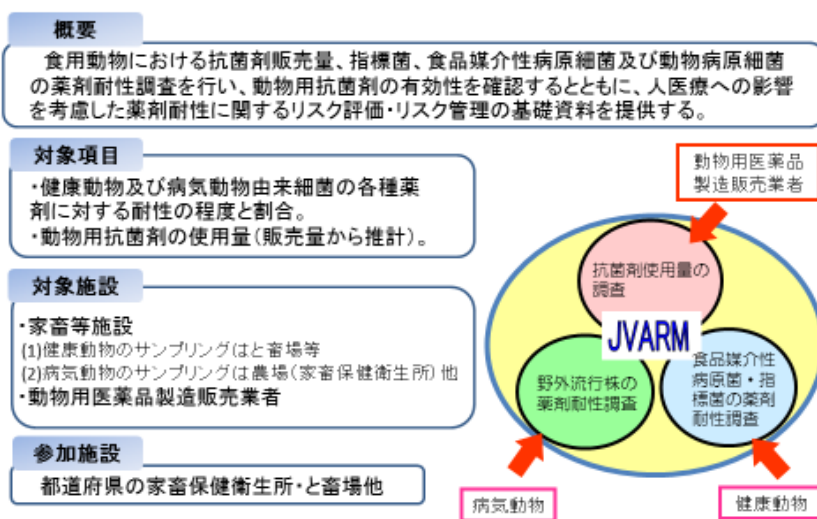 概要
食用動物における抗菌剤販売量、指標菌、食品媒介性病原細菌及び動物病原細菌
の薬剤耐性調査を行い、動物用抗菌剤の有効性を確認するとともに、人医療への影響
を考慮した薬剤耐性に関するリスク評価・リスク管理の基礎資料を提供する。
対象項目
・健康動物及び病気動物由来細菌の各種薬
剤に対する耐性の程度と割合。
・動物用抗菌剤の使用量(販売量から推計)。
対象施設
・家畜等施設
(1)健康動物のサンプリングはと畜場等
(2)病気動物のサンプリングは農場(家畜保健衛生所)他
・動物用医薬品製造販売業者
参加施設
都道府県の家畜保健衛生所・と畜場他
動物用医薬品
製造販売業者
抗菌剤使用量の
調査
JVARM
野外流行株の
薬剤耐性調査
食品媒介性
病原菌・指
標菌の薬剤
耐性調査
病気動物
健康動物